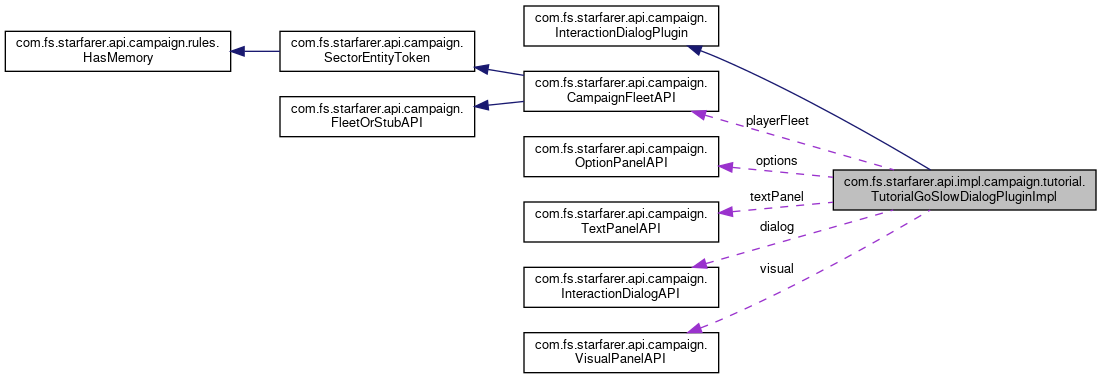 com.fs.starfarer.api.campaign.
InteractionDialogPlugin
com.fs.starfarer.api.campaign.rules.
HasMemory
com.fs.starfarer.api.campaign.
SectorEntityToken
com.fs.starfarer.api.campaign.
CampaignFleetAPI
com.fs.starfarer.api.campaign.
FleetOrStubAPI
playerFleet
com.fs.starfarer.api.campaign.
OptionPanelAPI
options
com.fs.starfarer.api.impl.campaign.tutorial.
TutorialGoSlowDialogPluginImpl
textPanel
com.fs.starfarer.api.campaign.
TextPanelAPI
dialog
com.fs.starfarer.api.campaign.
InteractionDialogAPI
visual
com.fs.starfarer.api.campaign.
VisualPanelAPI